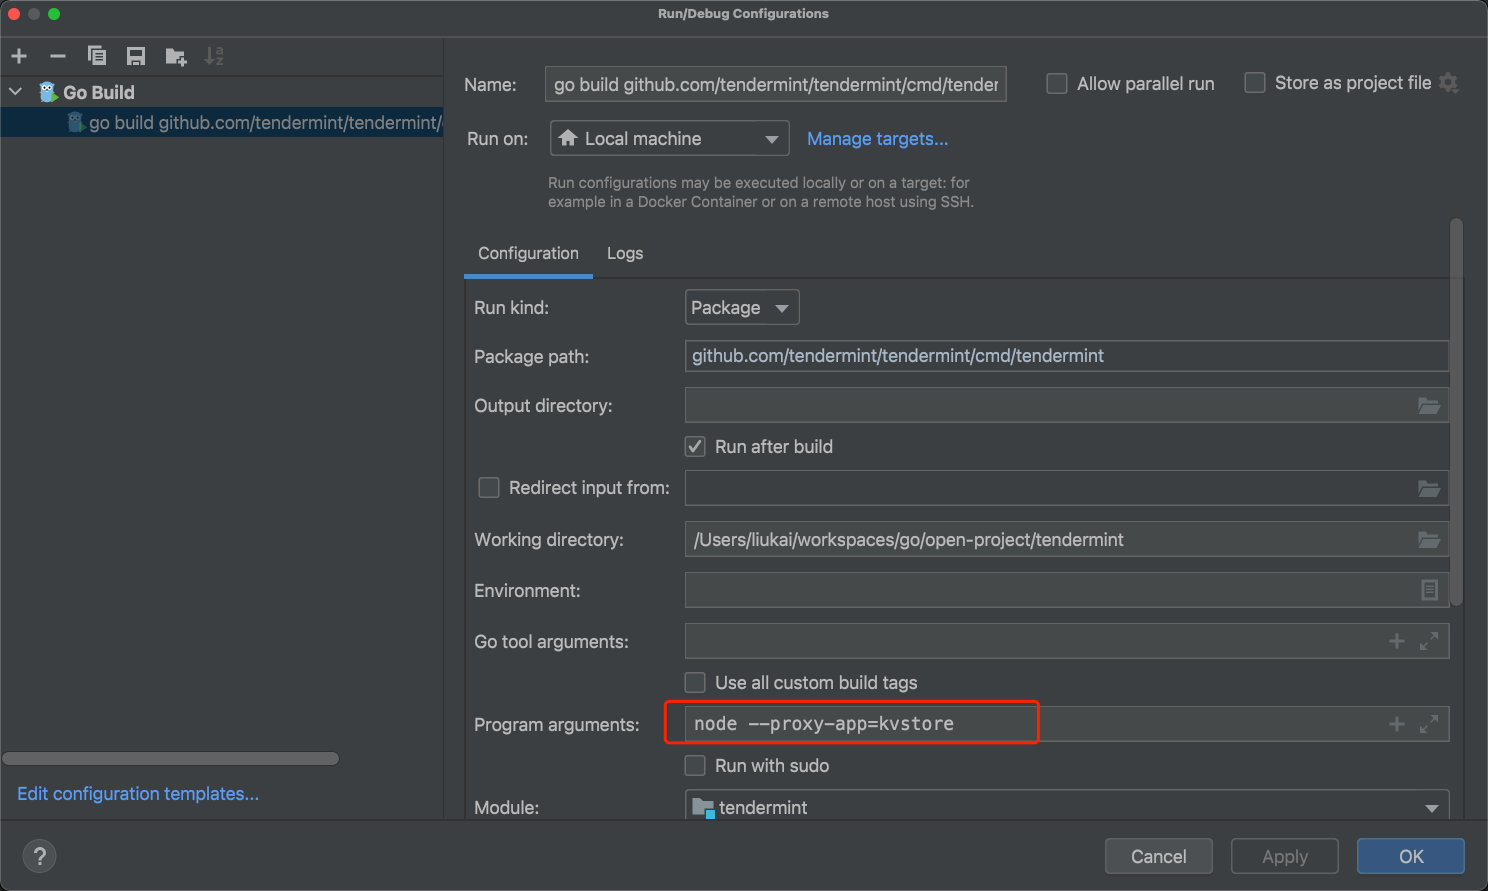 Run/Debug Configurations
Go Build
go build github.com/tendermint/tendermint/
Name: go build github.com/tendermint/tendermint/cmd/tender
Allow parallel run
Store as project file
Run on: Local machine Manage targets...
Run configurations may be executed locally or on a target: for
example in a Docker Container or on a remote host using SSH.
Configuration Logs
Run kind: Package
Package path: github.com/tendermint/tendermint/cmd/tendermint
Output directory:
Run after build
Redirect input from:
Working directory: /Users/liukai/workspaces/go/open-project/tendermint
Environment:
Go tool arguments:
Use all custom build tags
Program arguments: node --proxy-app=kvstore
Run with sudo
Module: tendermint
Edit configuration templates...
? Cancel Apply OK